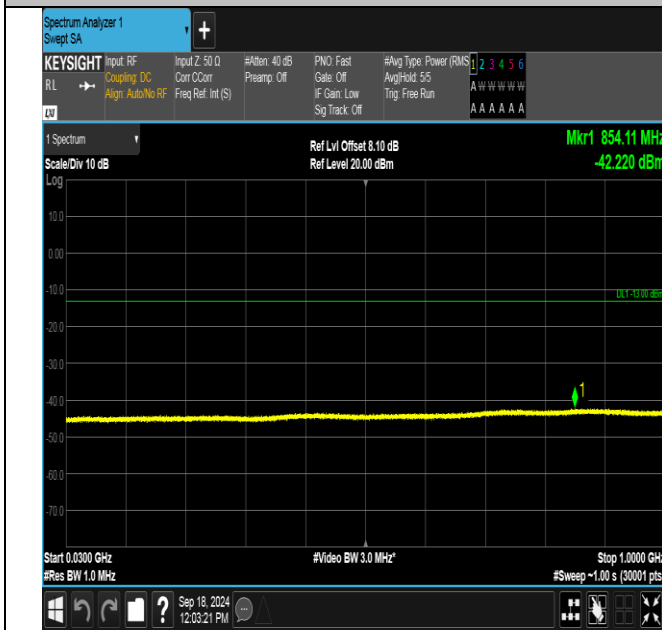 Spectrum Analyzer 1
Swept SA
+
KEYSIGHT
RL
LXI
Input: RF
Coupling: DC
Align: Auto/No RF
Input Z: 50 Ω
Corr CCorr
Freq Ref: Int (S)
#Atten: 40 dB
Preamp: Off
PNO: Fast
Gate: Off
IF Gain: Low
Sig Track: Off
#Avg Type: Power (RMS
Avg|Hold: 5/5
Trig: Free Run
1 2 3 4 5 6
A W W W W W
A A A A A A
1 Spectrum
Scale/Div 10 dB
Log
Ref Lvl Offset 8.10 dB
Ref Level 20.00 dBm
Mkr1 854.11 MHz
-42.220 dBm
10.0
0.00
-10.0
DL1 -13.00 dBm
-20.0
-30.0
-40.0
1
-50.0
-60.0
-70.0
Start 0.0300 GHz
#Res BW 1.0 MHz
#Video BW 3.0 MHz*
Stop 1.0000 GHz
#Sweep ~1.00 s (30001 pts
?
Sep 18, 2024
12:03:21 PM